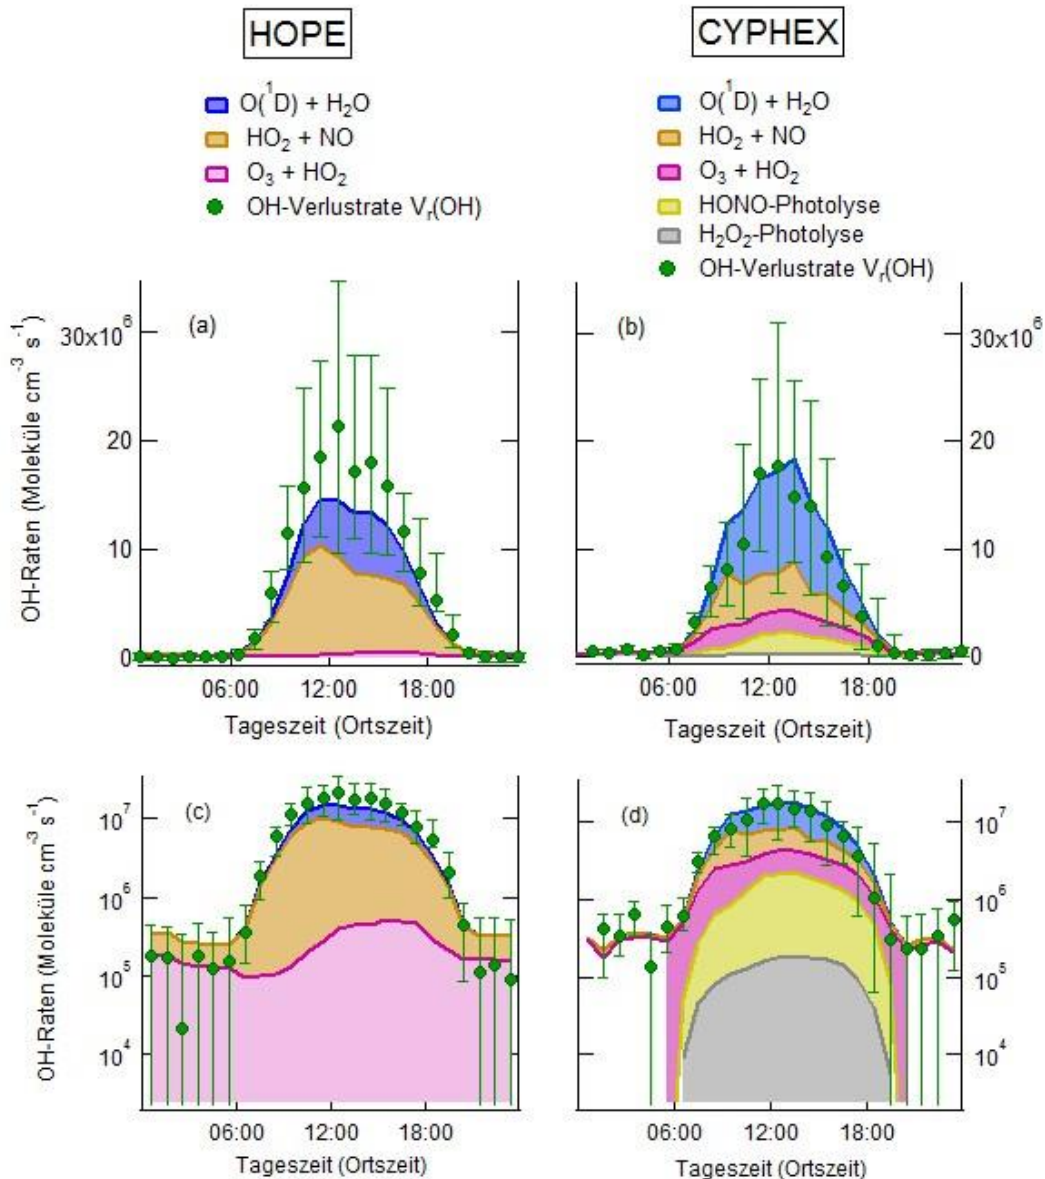 HOPE
CYPHEX
O(¹D) + H₂O
HO₂ + NO
O₃ + HO₂
OH-Verlustrate Vᵣ(OH)
O(¹D) + H₂O
HO₂ + NO
O₃ + HO₂
HONO-Photolyse
H₂O₂-Photolyse
OH-Verlustrate Vᵣ(OH)
OH-Raten (Moleküle cm⁻³ s⁻¹)
30x10⁶
20
10
0
(a)
06:00 12:00 18:00
Tageszeit (Ortszeit)
(b)
30x10⁶
20
10
0
06:00 12:00 18:00
Tageszeit (Ortszeit)
OH-Raten (Moleküle cm⁻³ s⁻¹)
10⁷
10⁶
10⁵
10⁴
(c)
06:00 12:00 18:00
Tageszeit (Ortszeit)
(d)
10⁷
10⁶
10⁵
10⁴
06:00 12:00 18:00
Tageszeit (Ortszeit)